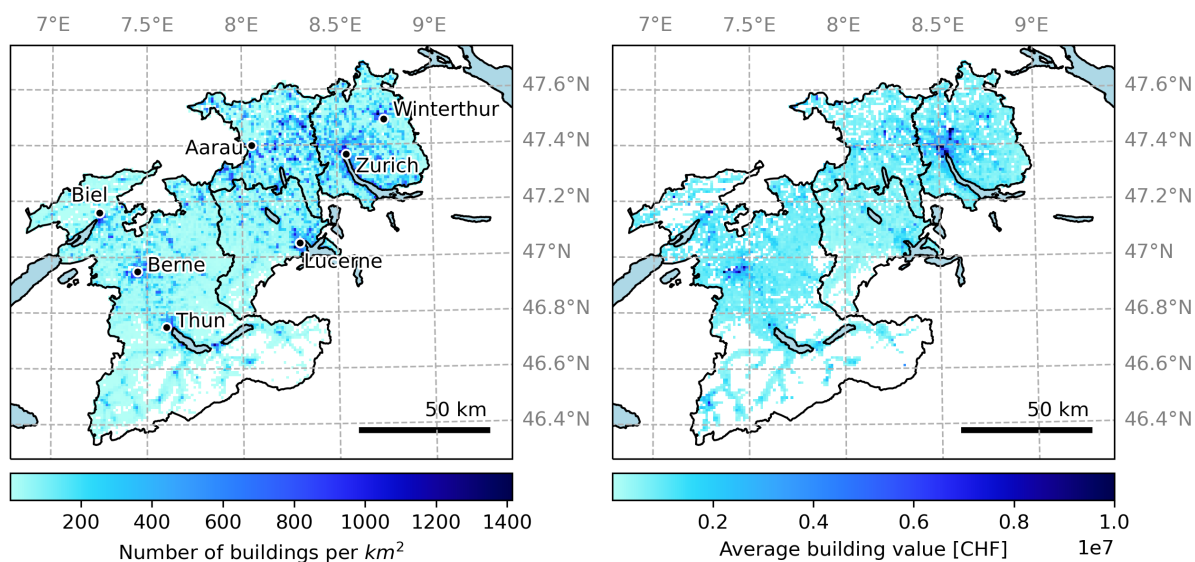 7°E 7.5°E 8°E 8.5°E 9°E
7°E 7.5°E 8°E 8.5°E 9°E
47.6°N
47.4°N
47.2°N
47°N
46.8°N
46.6°N
46.4°N
Winterthur
Aarau
Zurich
Biel
Berne
Lucerne
Thun
50 km
200 400 600 800 1000 1200 1400
Number of buildings per km²
47.6°N
47.4°N
47.2°N
47°N
46.8°N
46.6°N
46.4°N
50 km
0.2 0.4 0.6 0.8 1.0
1e7
Average building value [CHF]